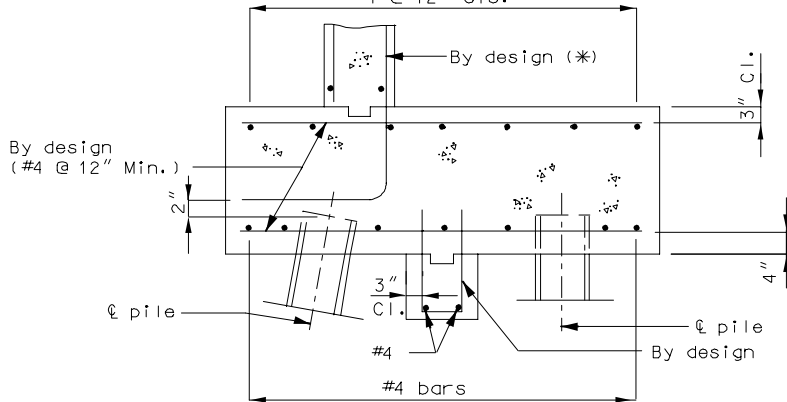 By design (*)
3" Cl.
By design
(#4 @ 12" Min.)
2"
4"
3"
Cl.
℄ pile
℄ pile
#4
By design
#4 bars